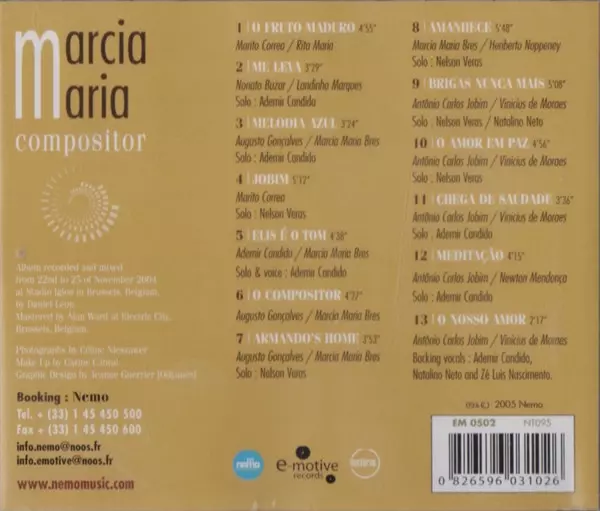 marcia
maria
compositor
Album recorded and mixed
from 22nd to 25 of November 2004
at Studio Igloo in Brussels, Belgium,
by Daniel Léon.
Mastered by Alan Ward at Electric City,
Brussels, Belgium.
Photographs by Céline Nieszawer
Make Up by
Graphic Design by Jeanne Guerrier
Booking : Nemo
Tel. + (33) 1 45 450 500
Fax + (33) 1 45 450 600
info.nemo@noos.fr
info.emotive@noos.fr
www.nemomusic.com
1 | O FRUTO MADURO 4'55"
Marito Correa / Rita Maria
2 | ME LEVA 3'29"
Nonato Buzar / Landinho Marques
Solo : Ademir Candido
3 | MELODIA AZUL 3'24"
Augusto Gonçalves / Marcia Maria Bres
Solo : Ademir Candido
4 | JOBIM 5'12"
Marito Correa
Solo : Nelson Veras
5 | ELIS É O TOM 4'38"
Ademir Candido / Marcia Maria Bres
Solo & voice : Ademir Candido
6 | O COMPOSITOR 4'27"
Augusto Gonçalves / Marcia Maria Bres
7 | ARMANDO'S HOME 3'53"
Augusto Gonçalves / Marcia Maria Bres
Solo : Nelson Veras
8 | AMANHECE 5'48"
Marcia Maria Bres / Heriberto Nappeney
Solo : Nelson Veras
9 | BRIGAS NUNCA MAIS 5'08"
Antônio Carlos Jobim / Vinicius de Moraes
Solo : Nelson Veras / Natalino Neto
10 | O AMOR EM PAZ 4'56"
Antônio Carlos Jobim / Vinicius de Moraes
Solo : Nelson Veras
11 | CHEGA DE SAUDADE 3'36"
Antônio Carlos Jobim / Vinicius de Moraes
Solo : Ademir Candido
12 | MEDITAÇÃO 4'15"
Antônio Carlos Jobim / Newton Mendonça
Solo : Ademir Candido
13 | O NOSSO AMOR 2'17"
Antônio Carlos Jobim / Vinicius de Moraes
Backing vocals : Ademir Candido,
Natalino Neto and Zé Luis Nascimento.
2005 Nemo
nemo
e-motive
records
EM 0502 NT095
0 826596 031026